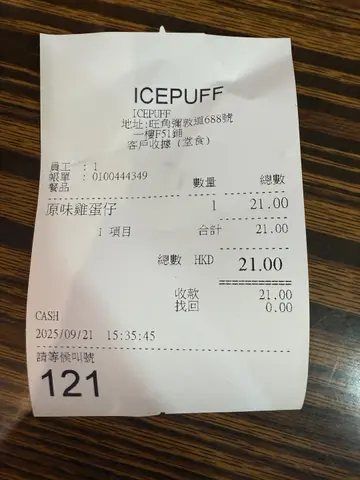 ICEPUFF
ICEPUFF
地址:旺角彌敦道688號
一樓F51鋪
客戶收據 (堂食)
員工 : 1
帳單 : 0100444349
餐品 數量 總數
原味雞蛋仔 1 21.00
1 項目 合計 21.00
總數 HKD 21.00
收款 21.00
找回 0.00
CASH
2025/09/21 15:35:45
請等候叫號
121